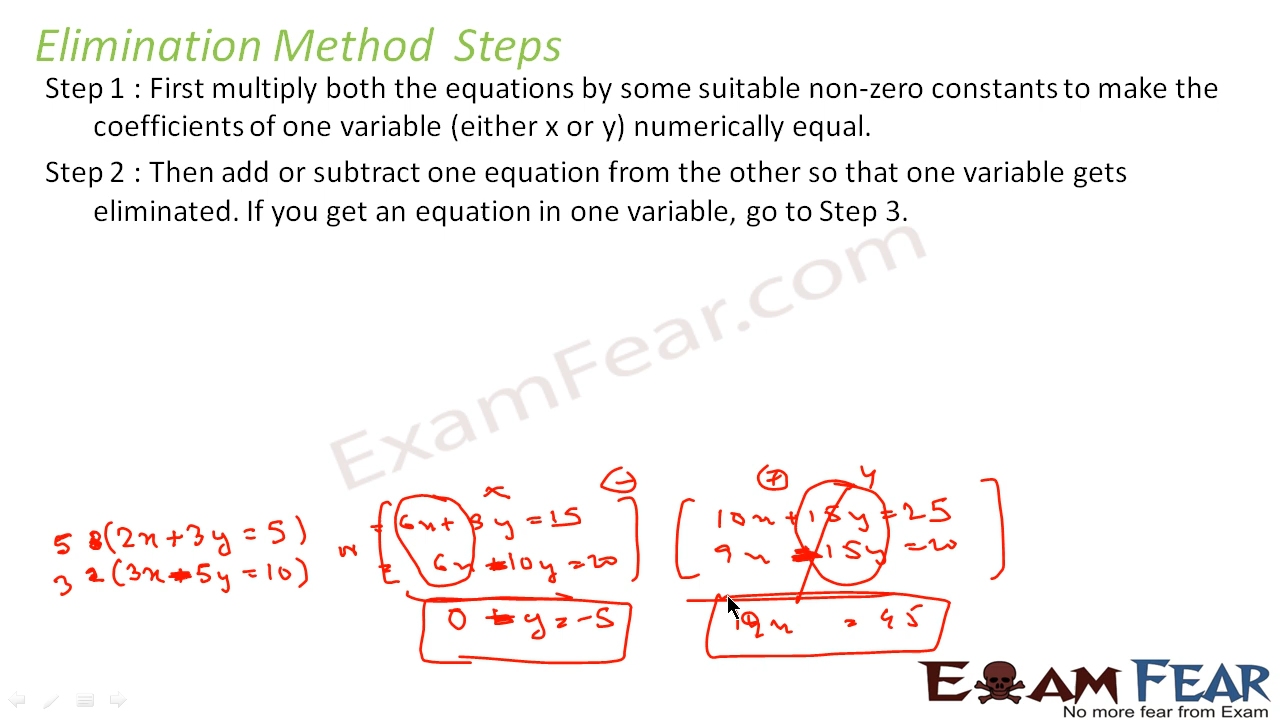 Elimination Method Steps
Step 1 : First multiply both the equations by some suitable non-zero constants to make the
coefficients of one variable (either x or y) numerically equal.
Step 2 : Then add or subtract one equation from the other so that one variable gets
eliminated. If you get an equation in one variable, go to Step 3.
ExamFear.com
x
(-)
(+)
y
5 (2x+3y=5)
3 2(3x-5y=10)
= 6x+ 3y = 15
= 6x -10y = 20
10x+15y=25
9x -15y =20
0 - y = -5
19x = 45
EXAM FEAR
No more fear from Exam